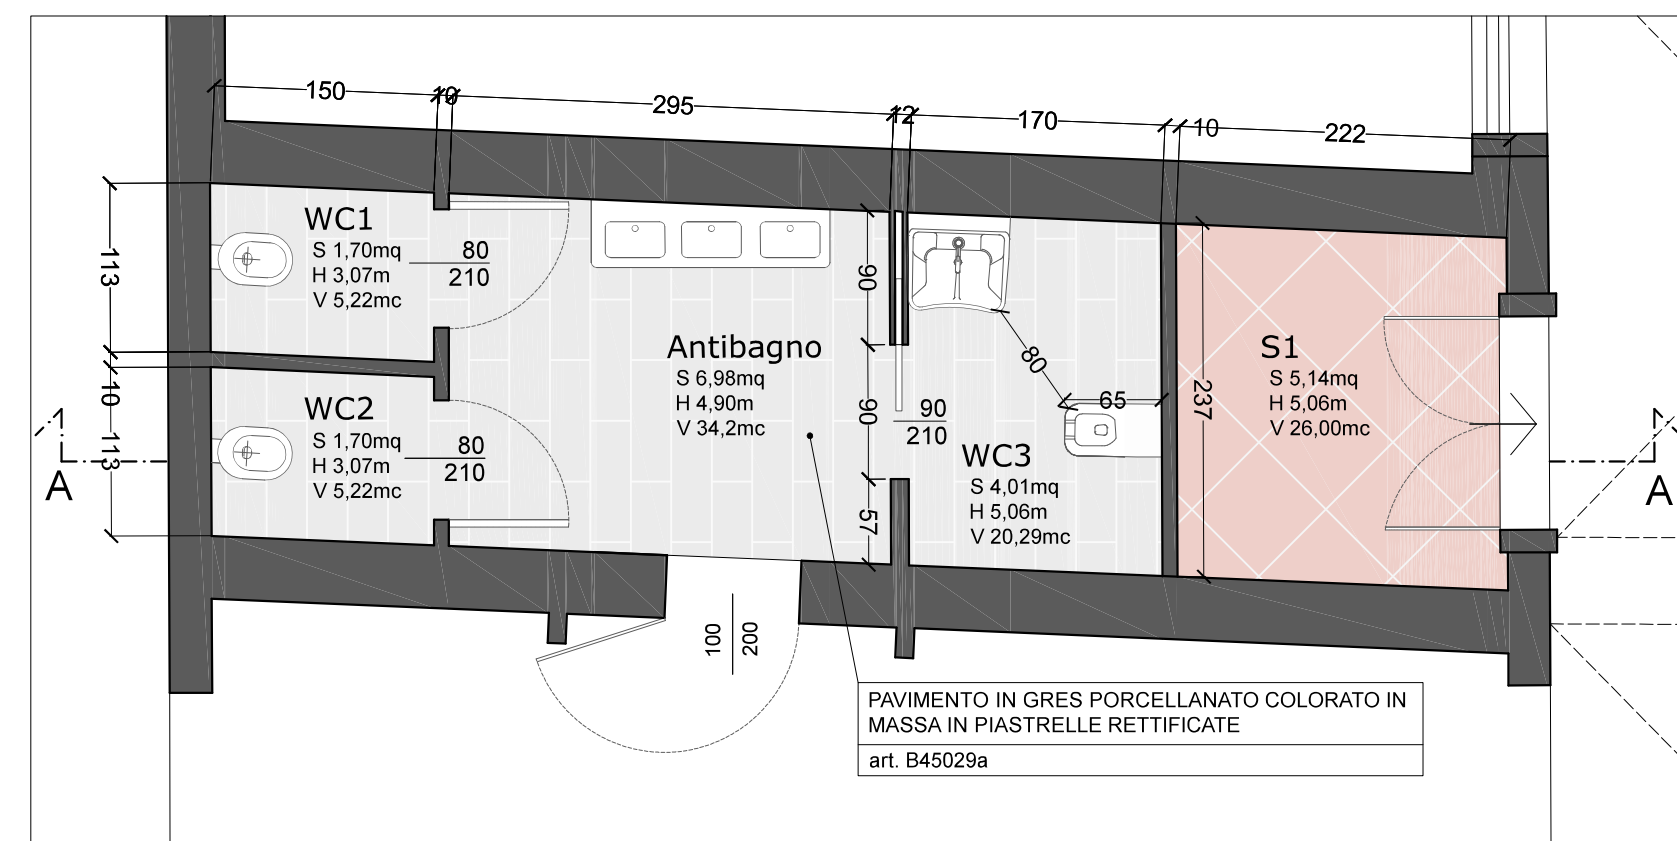 150
10
295
12
170
10
222
WC1
S 1,70mq
H 3,07m
V 5,22mc
80
210
113
10
113
WC2
S 1,70mq
H 3,07m
V 5,22mc
80
210
Antibagno
S 6,98mq
H 4,90m
V 34,2mc
90
90
57
90
210
80
65
WC3
S 4,01mq
H 5,06m
V 20,29mc
237
S1
S 5,14mq
H 5,06m
V 26,00mc
A
A
100
200
PAVIMENTO IN GRES PORCELLANATO COLORATO IN
MASSA IN PIASTRELLE RETTIFICATE
art. B45029a